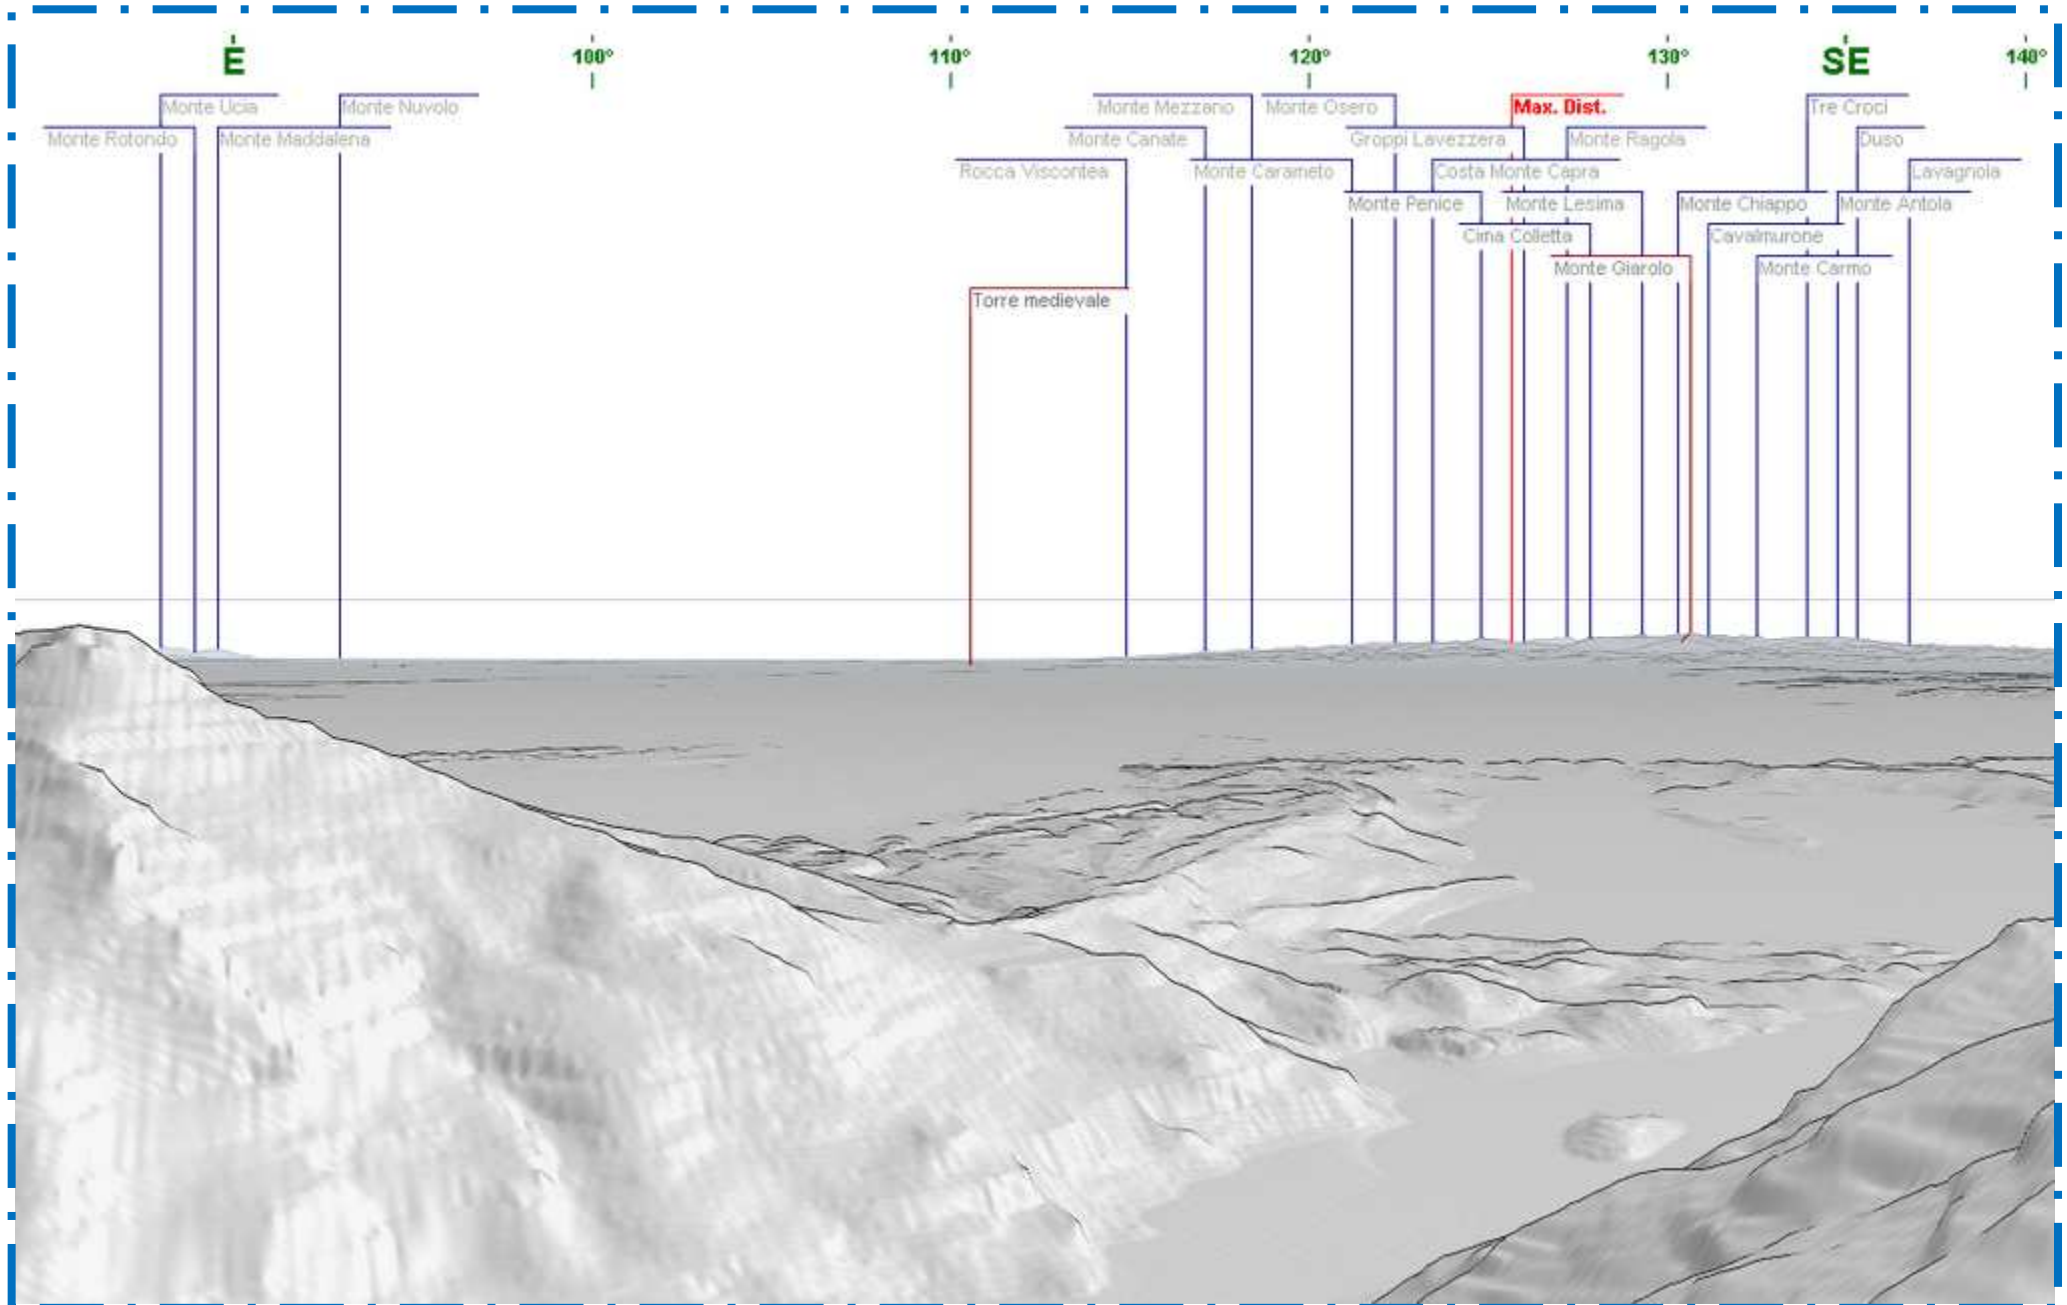 E 100° 110° 120° 130° SE 140°
Monte Ucia Monte Nuvolo Monte Mezzano Monte Osero Max. Dist. Tre Croci
Monte Rotondo Monte Maddalena Monte Canate Groppi Lavezzera Monte Ragola Duso
Rocca Viscontea Monte Carameto Costa Monte Capra Lavagnola
Monte Penice Monte Lesima Monte Chiappo Monte Antola
Cima Colletta Cavalmurone
Monte Giarolo Monte Carmo
Torre medievale